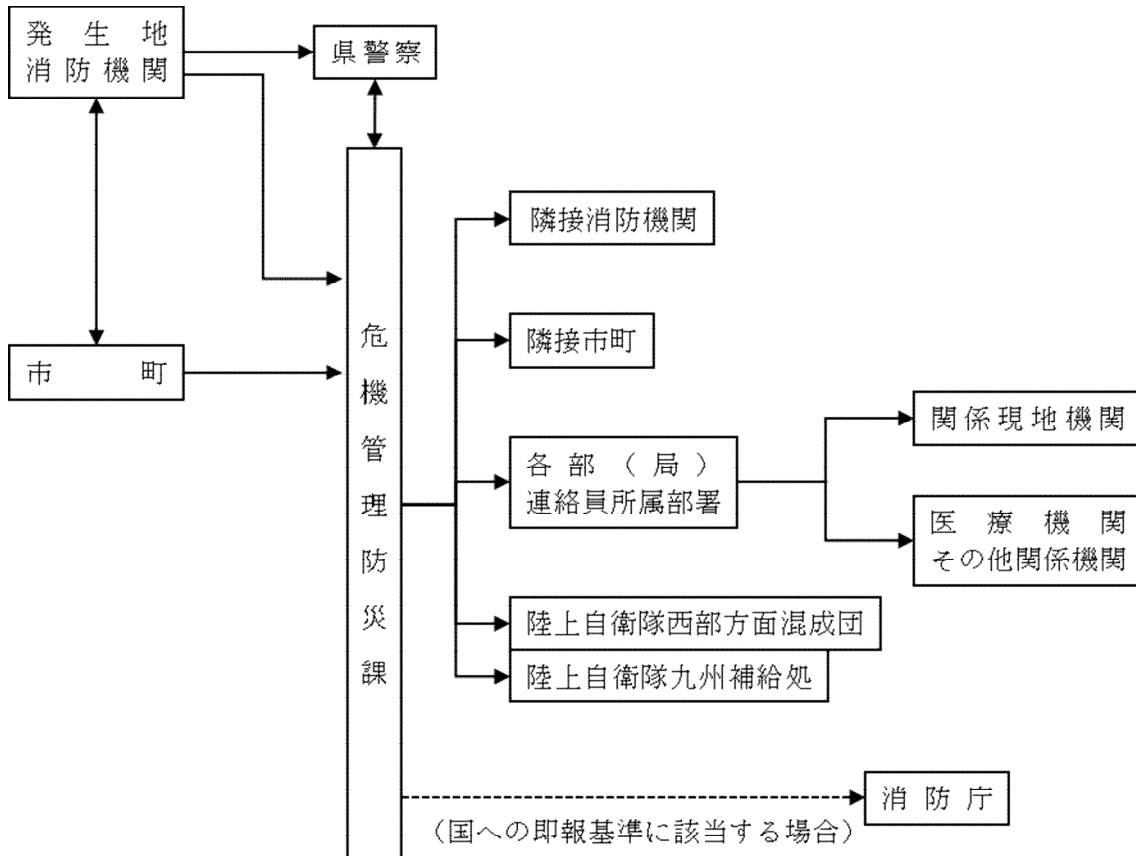 発生地
消防機関
県警察
市町
危機管理防災課
隣接消防機関
隣接市町
各部（局）
連絡員所属部署
関係現地機関
医療機関
その他関係機関
陸上自衛隊西部方面混成団
陸上自衛隊九州補給処
消防庁
（国への即報基準に該当する場合）